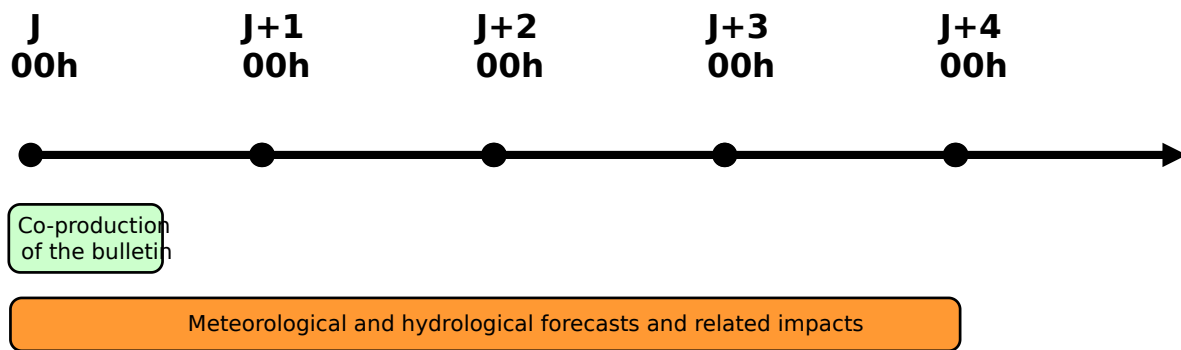 J J+1 J+2 J+3 J+4
00h 00h 00h 00h 00h
Co-production
of the bulletin
Meteorological and hydrological forecasts and related impacts